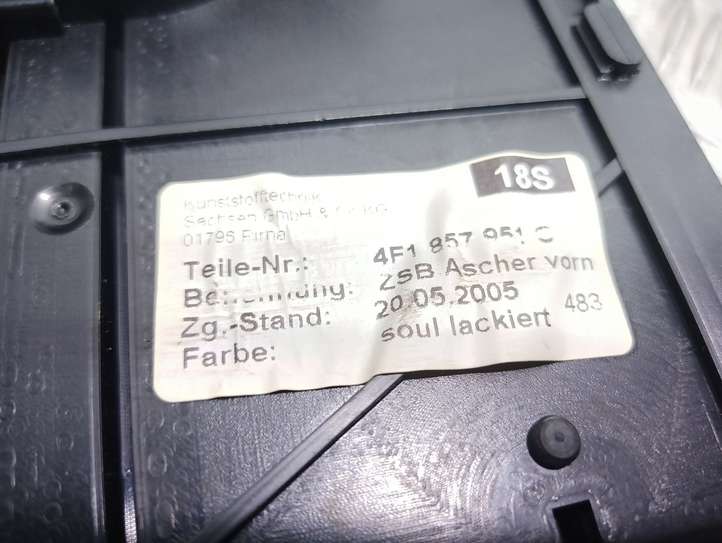 18S
Kunststofftechnik
Sachsen GmbH & Co. KG
01796 Pirna
Teile-Nr.: 4F1 857 951 C
Benennung: ZSB Ascher vorn
Zg.-Stand: 20.05.2005
Farbe: soul lackiert 483